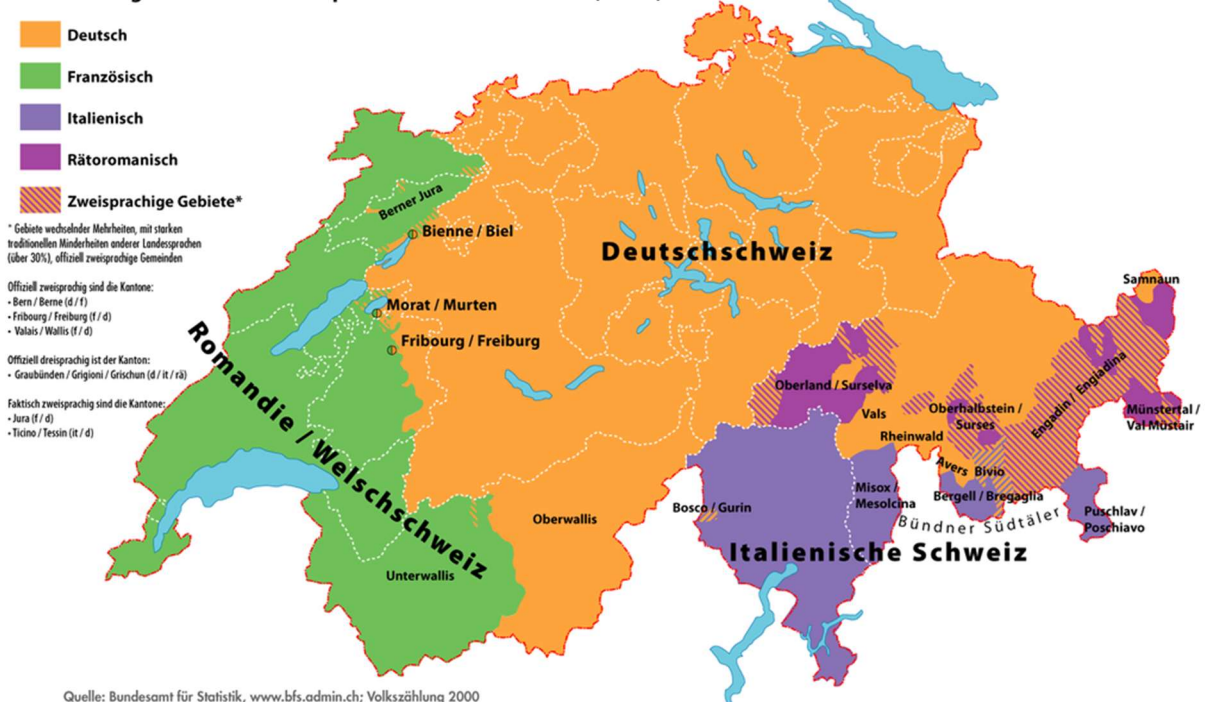 Deutsch
Französisch
Italienisch
Rätoromanisch
Zweisprachige Gebiete*
* Gebiete wechselnder Mehrheiten, mit starken
traditionellen Minderheiten anderer Landessprachen
(über 30%), offiziell zweisprachige Gemeinden
Offiziell zweisprachig sind die Kantone:
• Bern / Berne (d / f)
• Fribourg / Freiburg (f / d)
• Valais / Wallis (f / d)
Offiziell dreisprachig ist der Kanton:
• Graubünden / Grigioni / Grischun (d / it / rä)
Faktisch zweisprachig sind die Kantone:
• Jura (f / d)
• Ticino / Tessin (it / d)
Berner Jura
Bienne / Biel
Deutschschweiz
Samnaun
Morat / Murten
Fribourg / Freiburg
Romandie / Welschschweiz
Oberland / Surselva
Engadin / Engiadina
Vals
Oberhalbstein /
Surses
Münstertal /
Val Müstair
Rheinwald
Avers
Bivio
Misox /
Mesolcina
Bergell / Bregaglia
Bosco / Gurin
Oberwallis
Puschlav /
Poschiavo
Bündner Südtäler
Italienische Schweiz
Unterwallis
Quelle: Bundesamt für Statistik, www.bfs.admin.ch; Volkszählung 2000